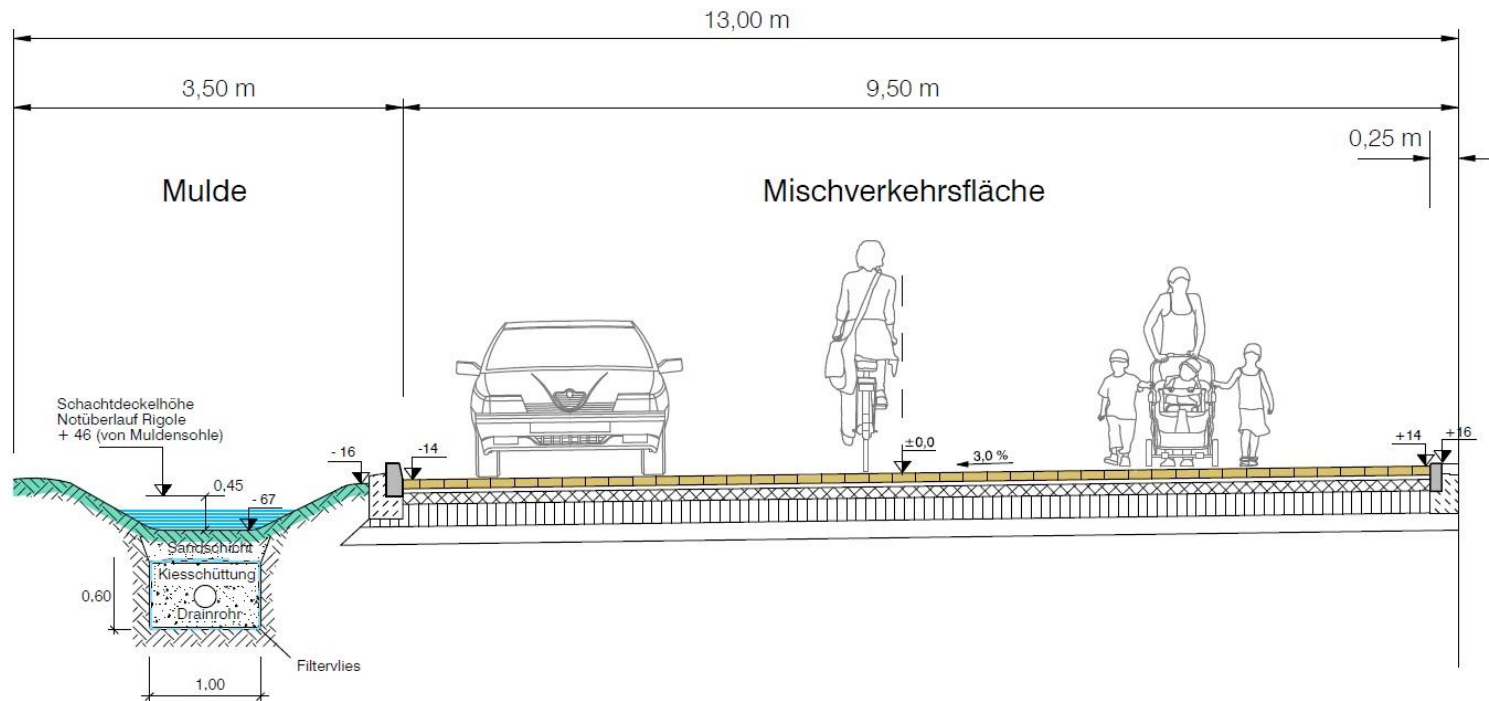 13,00 m
3,50 m
9,50 m
0,25 m
Mulde
Mischverkehrsfläche
Schachtdeckelhöhe
Notüberlauf Rigole
+ 46 (von Muldensohle)
0,45
- 67
- 16
-14
±0,0
3,0 %
+14
+16
Sandschicht
Kiesschüttung
Drainrohr
0,60
Filtervlies
1.00